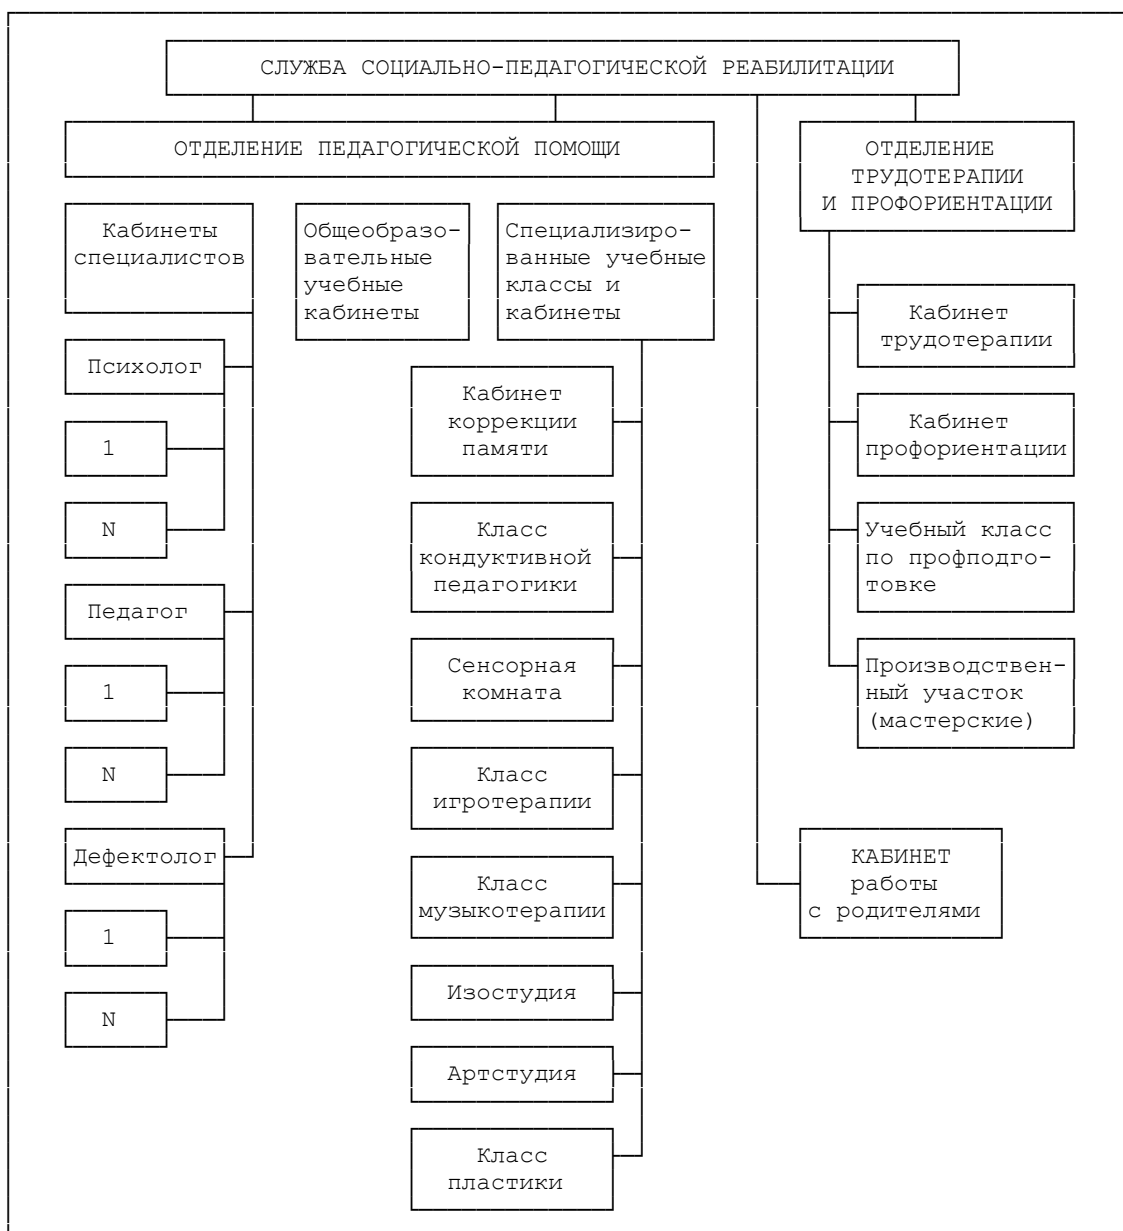 СЛУЖБА СОЦИАЛЬНО-ПЕДАГОГИЧЕСКОЙ РЕАБИЛИТАЦИИ
ОТДЕЛЕНИЕ ПЕДАГОГИЧЕСКОЙ ПОМОЩИ
Кабинеты
специалистов
Психолог
1
N
Педагог
1
N
Дефектолог
1
N
Общеобразо-
вательные
учебные
кабинеты
Специализиро-
ванные учебные
классы и
кабинеты
Кабинет
коррекции
памяти
Класс
кондуктивной
педагогики
Сенсорная
комната
Класс
игротерапии
Класс
музыкотерапии
Изостудия
Артстудия
Класс
пластики
ОТДЕЛЕНИЕ
ТРУДОТЕРАПИИ
И ПРОФОРИЕНТАЦИИ
Кабинет
трудотерапии
Кабинет
профориентации
Учебный класс
по профподго-
товке
Производствен-
ный участок
(мастерские)
КАБИНЕТ
работы
с родителями